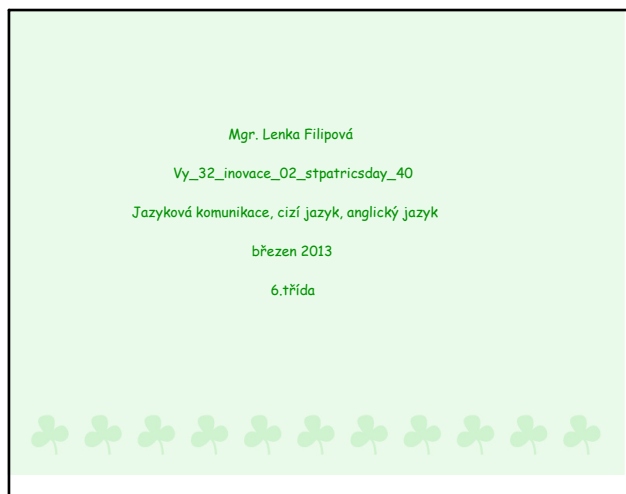 Mgr. Lenka Filipová
Vy_32_inovace_02_stpatricsday_40
Jazyková komunikace, cizí jazyk, anglický jazyk
březen 2013
6.třída